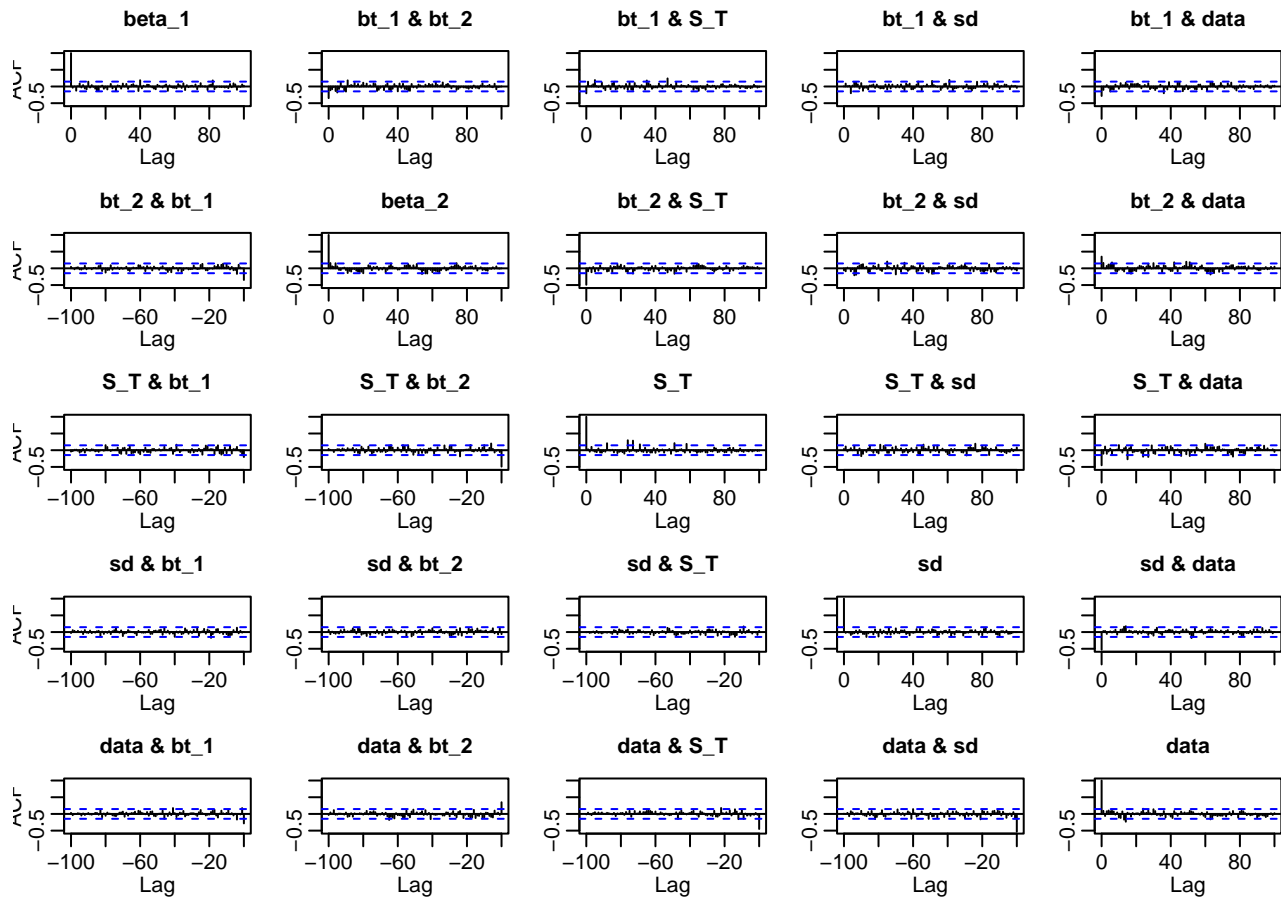 beta_1 bt_1 & bt_2 bt_1 & S_T bt_1 & sd bt_1 & data
ACF
−0.5 −0.5 −0.5 −0.5 −0.5
0 40 80 0 40 80 0 40 80 0 40 80 0 40 80
Lag Lag Lag Lag Lag
bt_2 & bt_1 beta_2 bt_2 & S_T bt_2 & sd bt_2 & data
ACF
−0.5 −0.5 −0.5 −0.5 −0.5
−100 −60 −20 0 40 80 0 40 80 0 40 80 0 40 80
Lag Lag Lag Lag Lag
S_T & bt_1 S_T & bt_2 S_T S_T & sd S_T & data
ACF
−0.5 −0.5 −0.5 −0.5 −0.5
−100 −60 −20 −100 −60 −20 0 40 80 0 40 80 0 40 80
Lag Lag Lag Lag Lag
sd & bt_1 sd & bt_2 sd & S_T sd sd & data
ACF
−0.5 −0.5 −0.5 −0.5 −0.5
−100 −60 −20 −100 −60 −20 −100 −60 −20 0 40 80 0 40 80
Lag Lag Lag Lag Lag
data & bt_1 data & bt_2 data & S_T data & sd data
ACF
−0.5 −0.5 −0.5 −0.5 −0.5
−100 −60 −20 −100 −60 −20 −100 −60 −20 −100 −60 −20 0 40 80
Lag Lag Lag Lag Lag